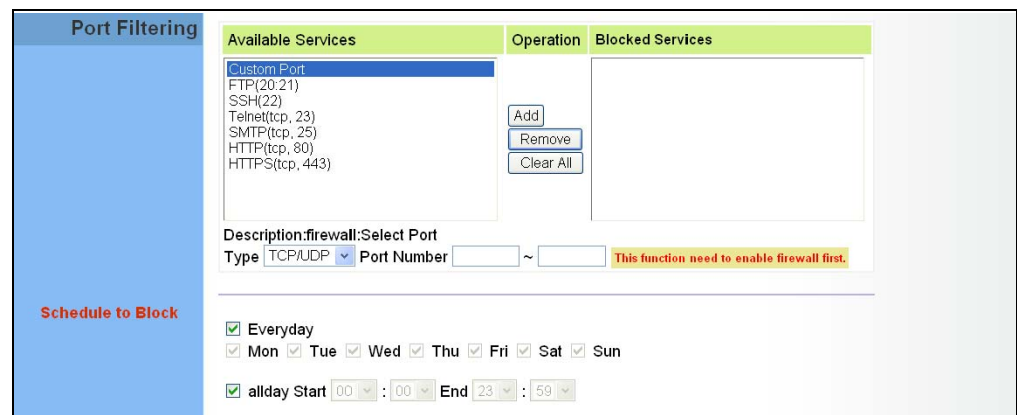 Port Filtering
Available Services Operation Blocked Services
Custom Port
FTP(20:21)
SSH(22)
Telnet(tcp, 23)
SMTP(tcp, 25)
HTTP(tcp, 80)
HTTPS(tcp, 443)
Add
Remove
Clear All
Description:firewall:Select Port
Type TCP/UDP Port Number ~ This function need to enable firewall first.
Schedule to Block
Everyday
Mon Tue Wed Thu Fri Sat Sun
allday Start 00 : 00 End 23 : 59